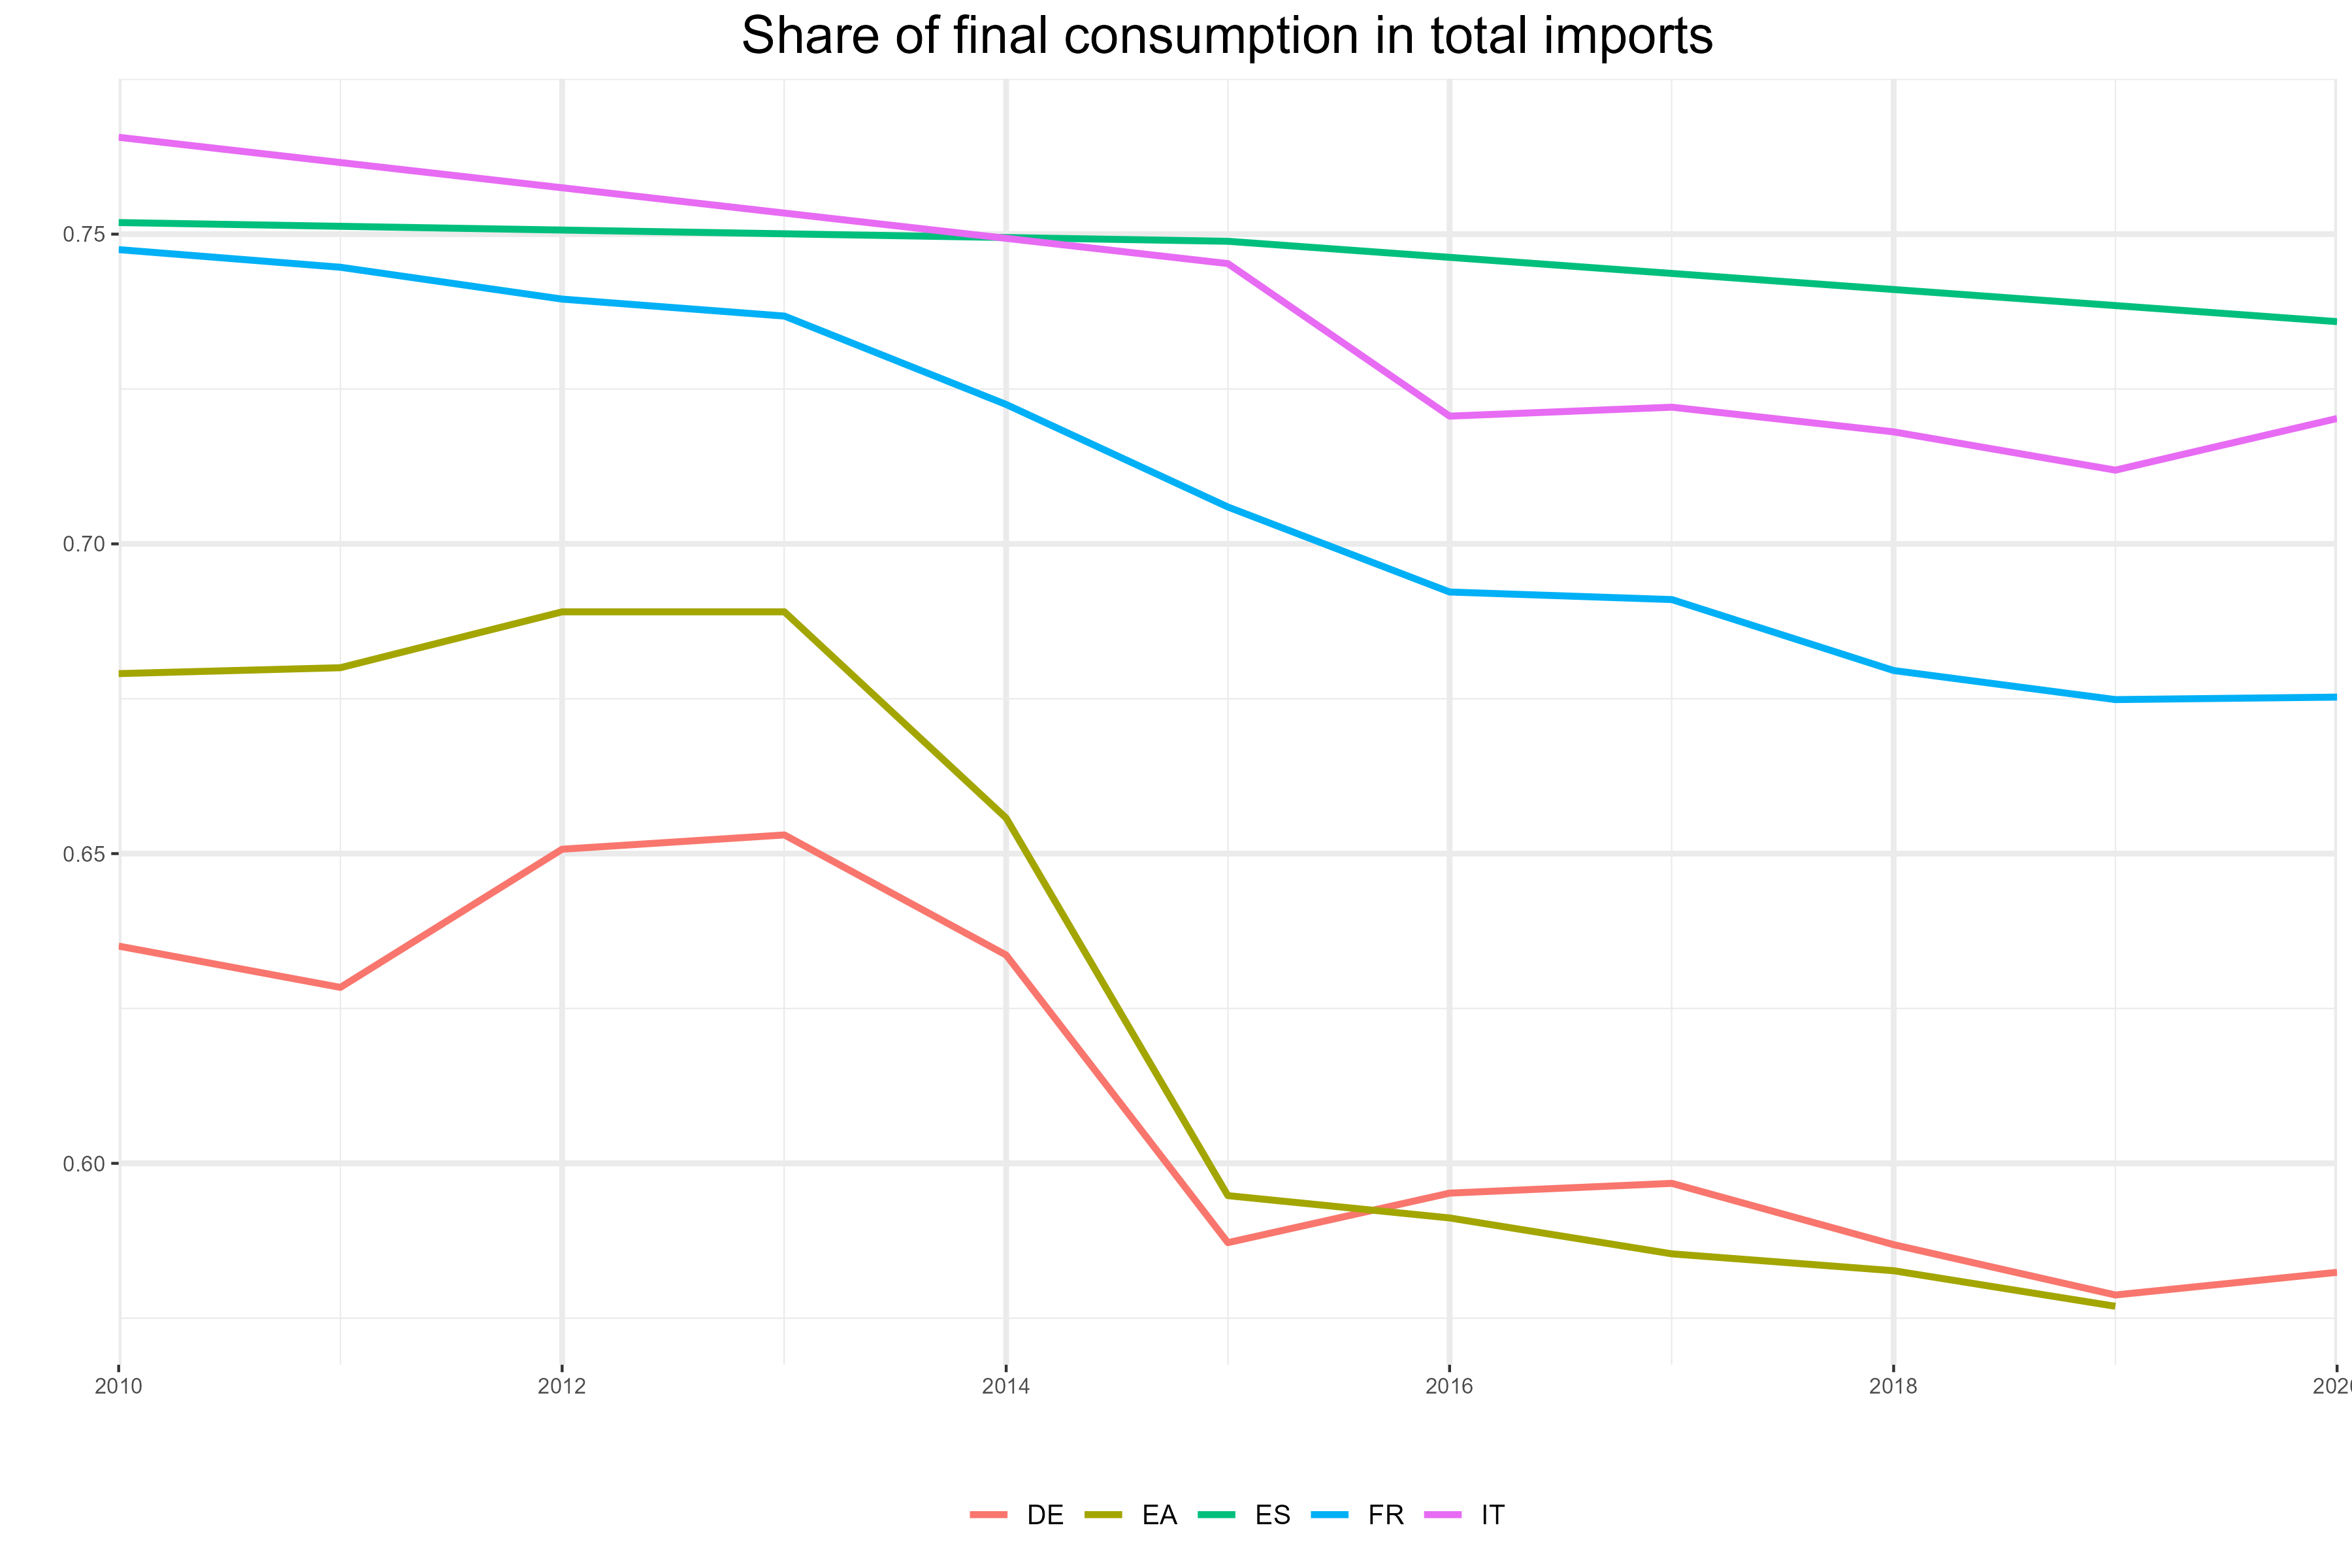 Share of final consumption in total imports
0.75
0.70
0.65
0.60
2010 2012 2014 2016 2018
DE EA ES FR IT